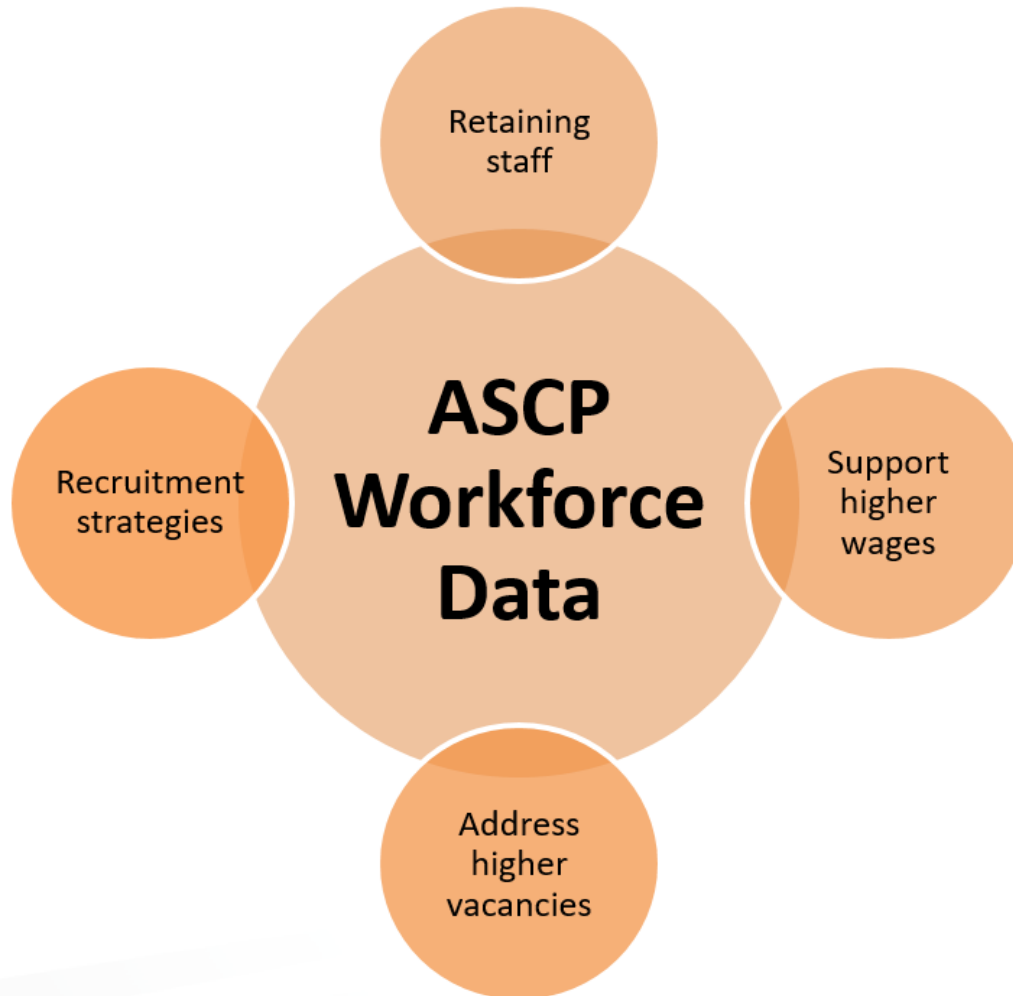 Retaining
staff
ASCP
Workforce
Data
Recruitment
strategies
Support
higher
wages
Address
higher
vacancies